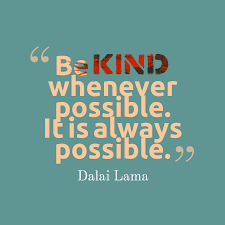 “Be KIND
whenever
possible.
It is always
possible.”
Dalai Lama